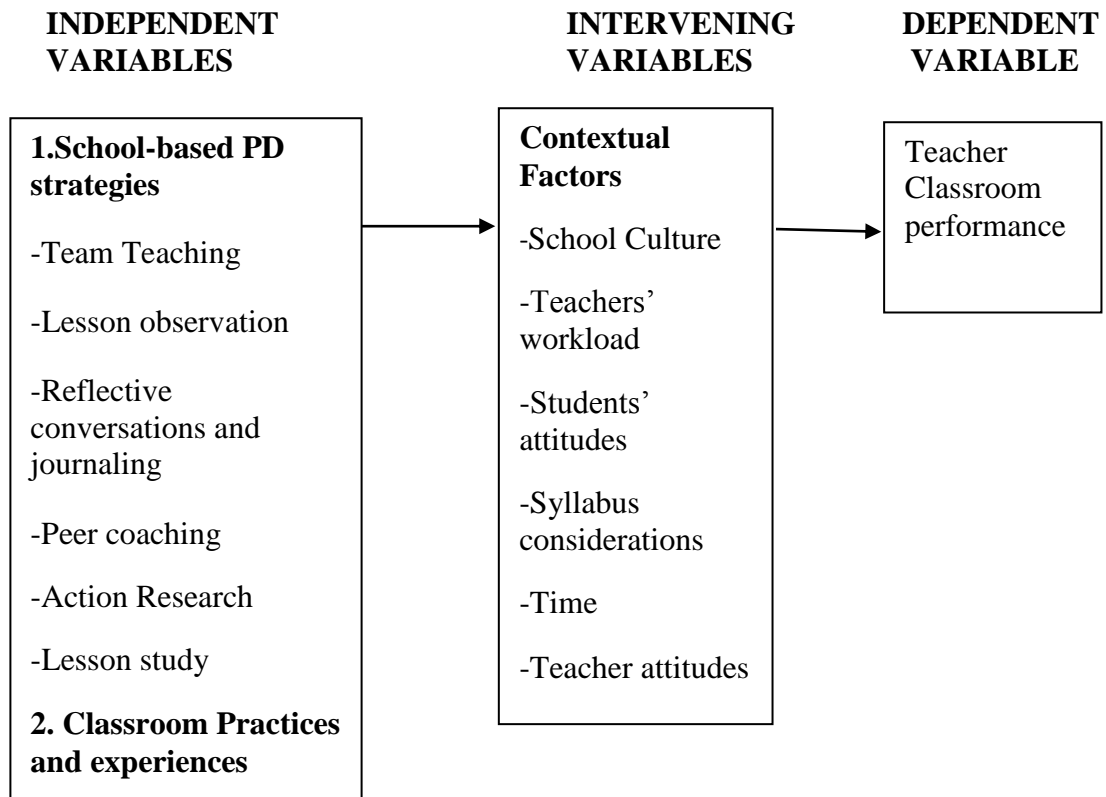 INDEPENDENT
VARIABLES
INTERVENING
VARIABLES
DEPENDENT
VARIABLE
1.School-based PD
strategies
-Team Teaching
-Lesson observation
-Reflective
conversations and
journaling
-Peer coaching
-Action Research
-Lesson study
2. Classroom Practices
and experiences
Contextual
Factors
-School Culture
-Teachers’
workload
-Students’
attitudes
-Syllabus
considerations
-Time
-Teacher attitudes
Teacher
Classroom
performance